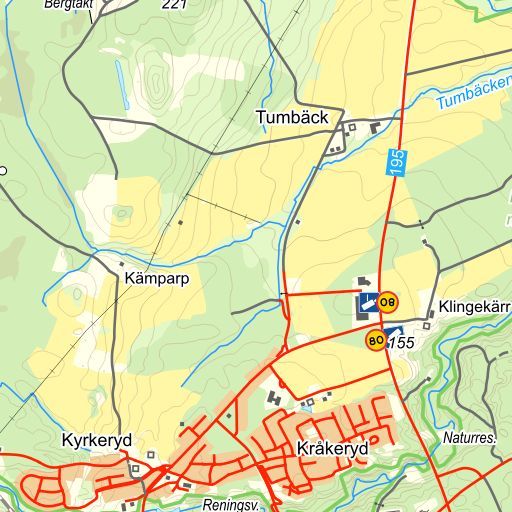 Bergtäkt
221
Tumbäcken
Tumbäck
195
Kämparp
80
Klingekärr
80
155
Kyrkeryd
Kråkeryd
Naturres.
Reningsv.